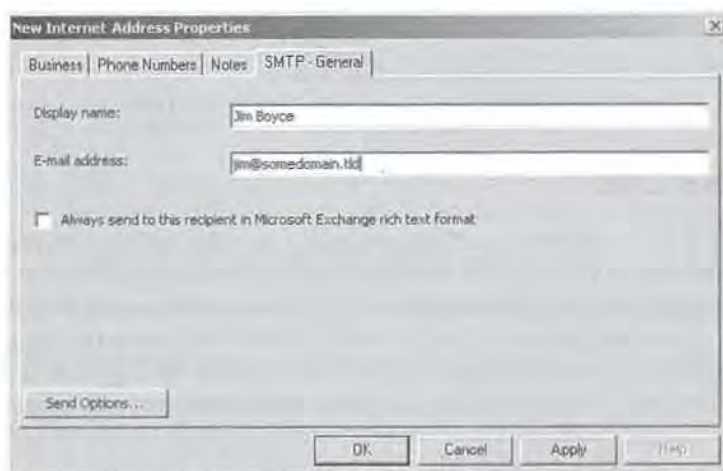 New Internet Address Properties
Business Phone Numbers Notes SMTP - General
Display name: Jim Boyce
E-mail address: jim@somedomain.tld
Always send to this recipient in Microsoft Exchange rich text format
Send Options...
OK Cancel Apply Help